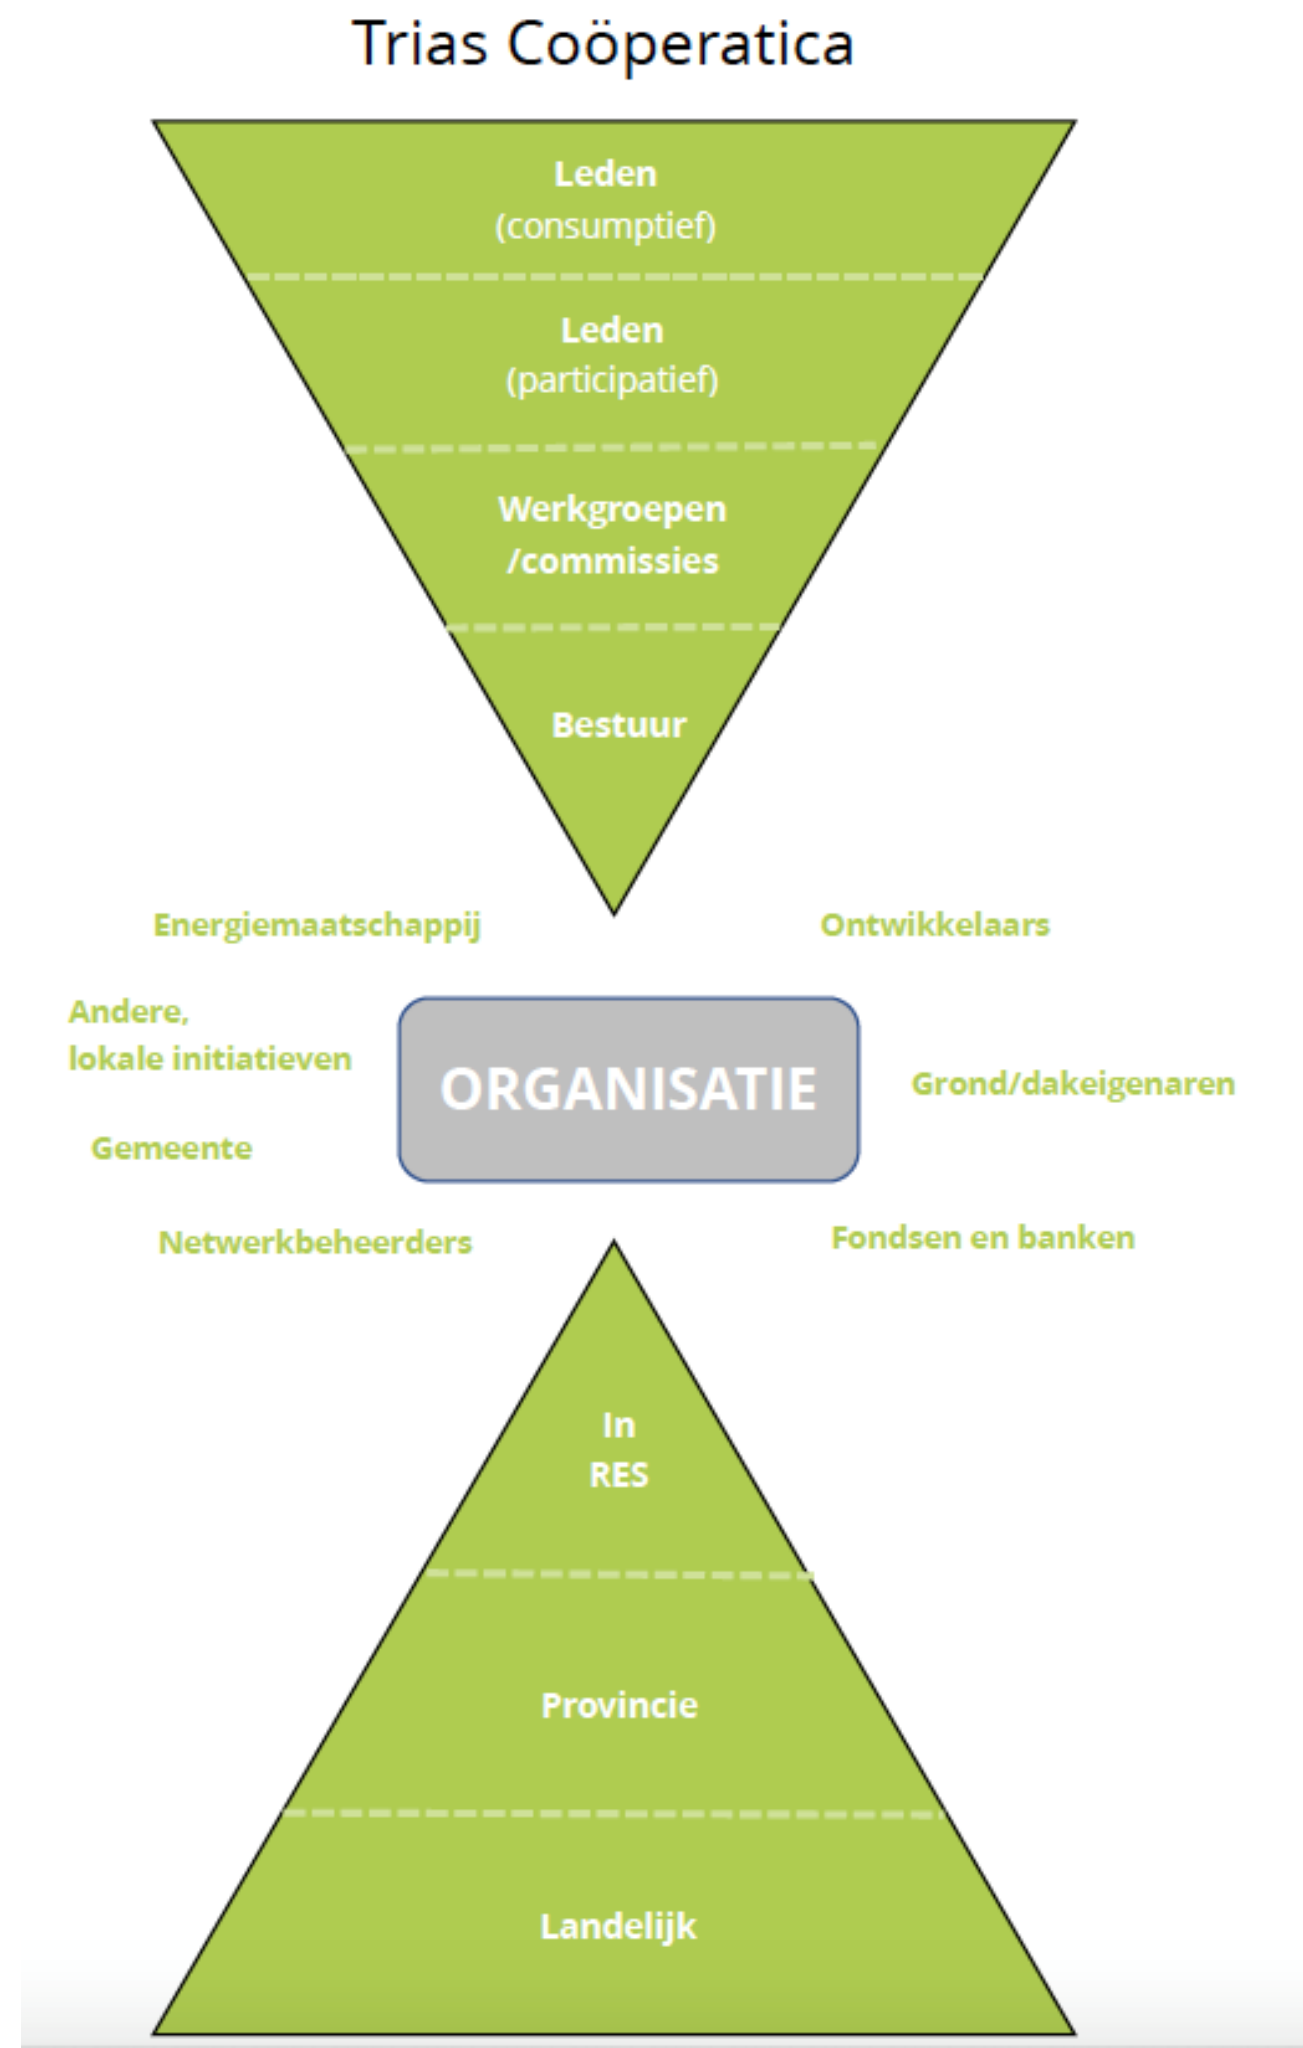 Trias Coöperatica
Leden
(consumptief)
Leden
(participatief)
Werkgroepen
/commissies
Bestuur
Energiemaatschappij
Ontwikkelaars
Andere,
lokale initiatieven
ORGANISATIE
Grond/dakeigenaren
Gemeente
Netwerkbeheerders
Fondsen en banken
In
RES
Provincie
Landelijk